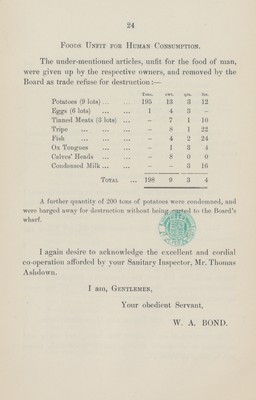 24
FOODS UNFIT FOR HUMAN CONSUMPTION.
The under-mentioned articles, unfit for the food of man,
were given up by the respective owners, and removed by the
Board as trade refuse for destruction :—
TONS. CWT. QRS. lbs.
Potatoes (9 lots) ... ... 195 13 3 12
Eggs (6 lots) ... ... 1 4 3 –
Tinned Meats (3 lots) ... – 7 1 10
Tripe ... ... ... – 8 1 22
Fish ... ... ... – 4 2 24
Ox Tongues ... ... – 1 3 4
Calves' Heads ... ... – 8 0 0
Condensed Milk ... ... – – 3 16
TOTAL ... 198 9 3 4
A further quantity of 200 tons of potatoes were condemned, and
were barged away for destruction without being carted to the Board's
wharf.
I again desire to acknowledge the excellent and cordial
co-operation afforded by your Sanitary Inspector, Mr. Thomas
Ashdown.
I am, GENTLEMEN,
Your obedient Servant,
W. A. BOND.